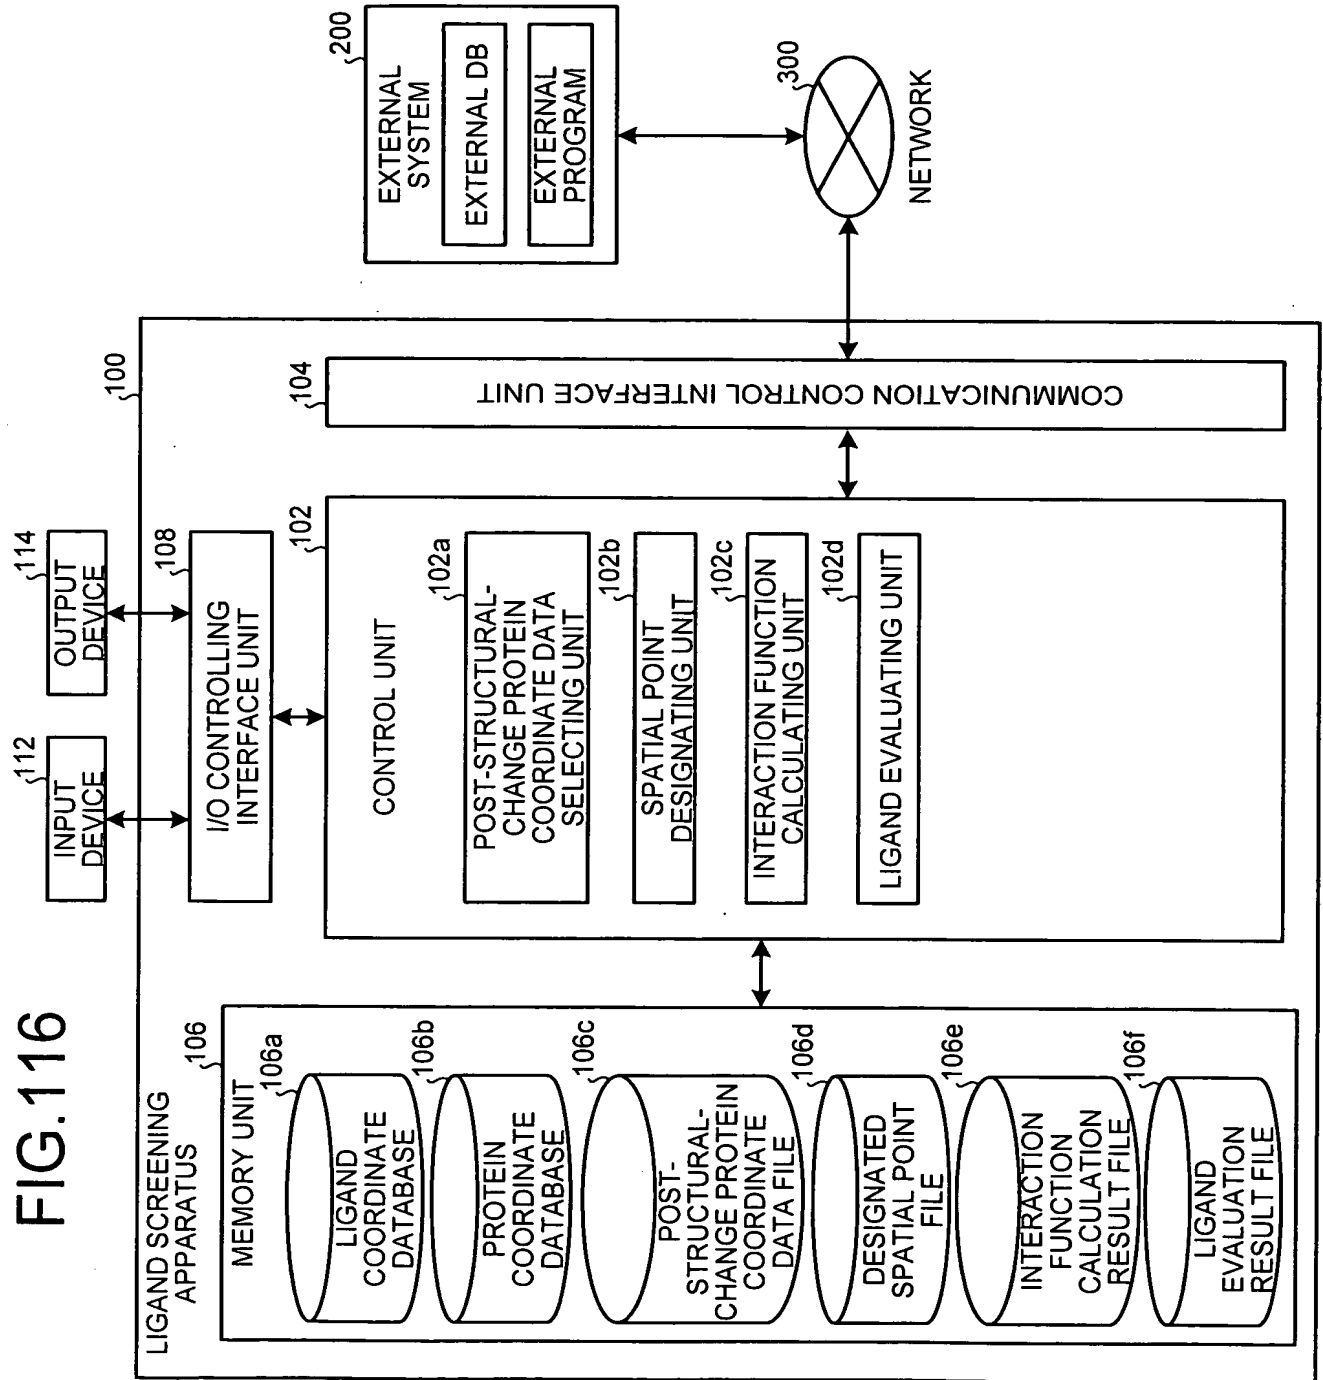 FIG.116
100
LIGAND SCREENING
APPARATUS
106
MEMORY UNIT
106a
LIGAND
COORDINATE
DATABASE
106b
PROTEIN
COORDINATE
DATABASE
106c
POST-
STRUCTURAL-
CHANGE PROTEIN
COORDINATE
DATA FILE
106d
DESIGNATED
SPATIAL POINT
FILE
106e
INTERACTION
FUNCTION
CALCULATION
RESULT FILE
106f
LIGAND
EVALUATION
RESULT FILE
112
INPUT
DEVICE
114
OUTPUT
DEVICE
108
I/O CONTROLLING
INTERFACE UNIT
102
CONTROL UNIT
102a
POST-STRUCTURAL-
CHANGE PROTEIN
COORDINATE DATA
SELECTING UNIT
102b
SPATIAL POINT
DESIGNATING UNIT
102c
INTERACTION FUNCTION
CALCULATING UNIT
102d
LIGAND EVALUATING UNIT
104
COMMUNICATION CONTROL INTERFACE UNIT
200
EXTERNAL
SYSTEM
EXTERNAL DB
EXTERNAL
PROGRAM
300
NETWORK